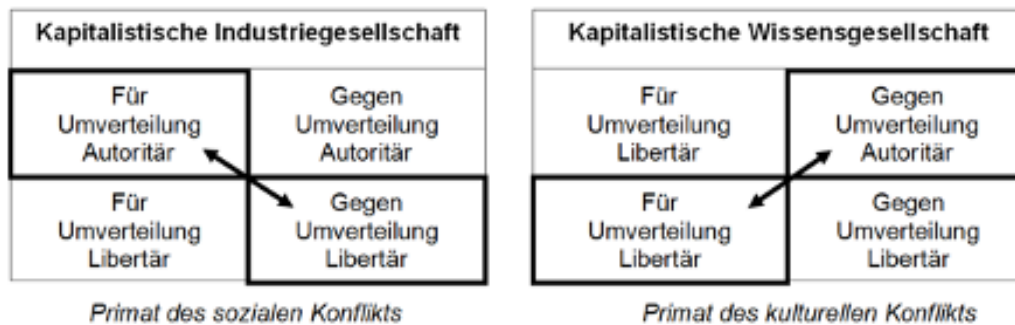 Kapitalistische Industriegesellschaft
Für
Umverteilung
Autoritär
Gegen
Umverteilung
Autoritär
Für
Umverteilung
Libertär
Gegen
Umverteilung
Libertär
Primat des sozialen Konflikts
Kapitalistische Wissensgesellschaft
Für
Umverteilung
Libertär
Gegen
Umverteilung
Autoritär
Für
Umverteilung
Libertär
Gegen
Umverteilung
Libertär
Primat des kulturellen Konflikts